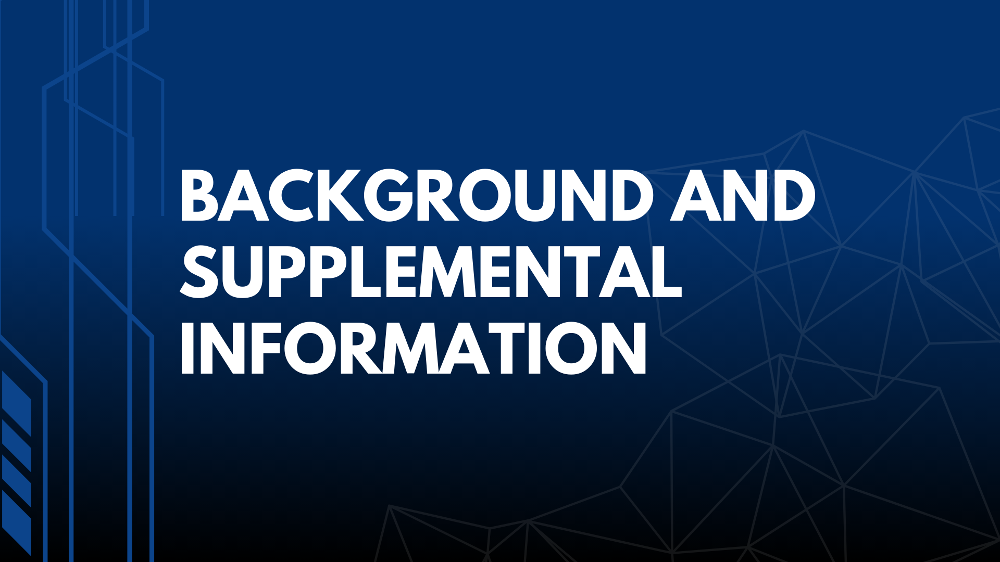 BACKGROUND AND
SUPPLEMENTAL
INFORMATION